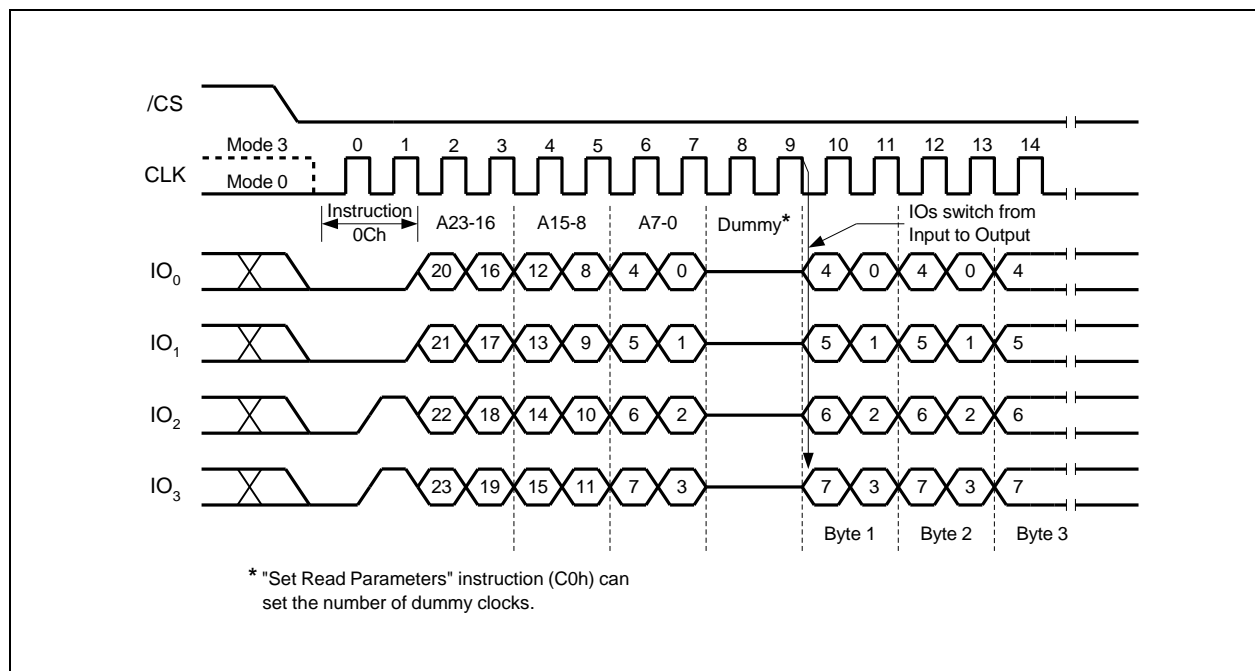 /CS
Mode 3 0 1 2 3 4 5 6 7 8 9 10 11 12 13 14
CLK
Mode 0
Instruction A23-16 A15-8 A7-0 Dummy* IOs switch from
0Ch Input to Output
IO0 20 16 12 8 4 0 4 0 4 0 4
IO1 21 17 13 9 5 1 5 1 5 1 5
IO2 22 18 14 10 6 2 6 2 6 2 6
IO3 23 19 15 11 7 3 7 3 7 3 7
Byte 1 Byte 2 Byte 3
* "Set Read Parameters" instruction (C0h) can
set the number of dummy clocks.